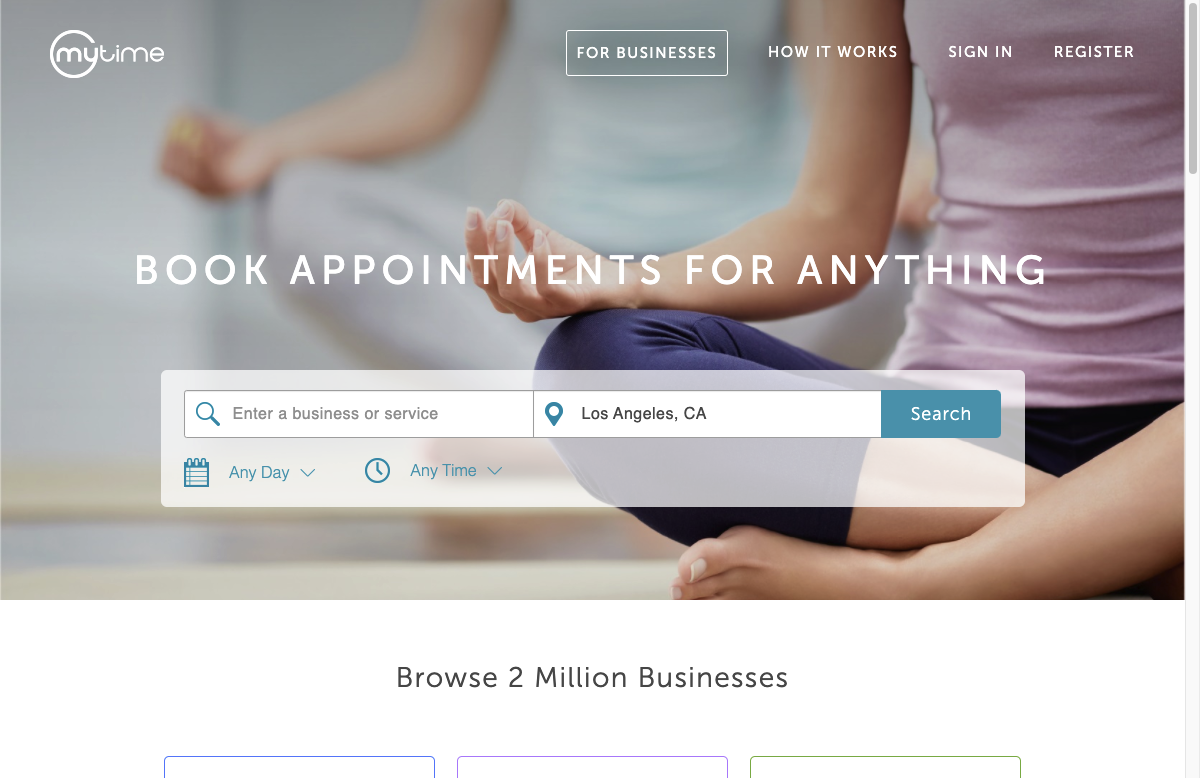 mytime
FOR BUSINESSES
HOW IT WORKS
SIGN IN
REGISTER
BOOK APPOINTMENTS FOR ANYTHING
Enter a business or service
Los Angeles, CA
Search
Any Day
Any Time
Browse 2 Million Businesses